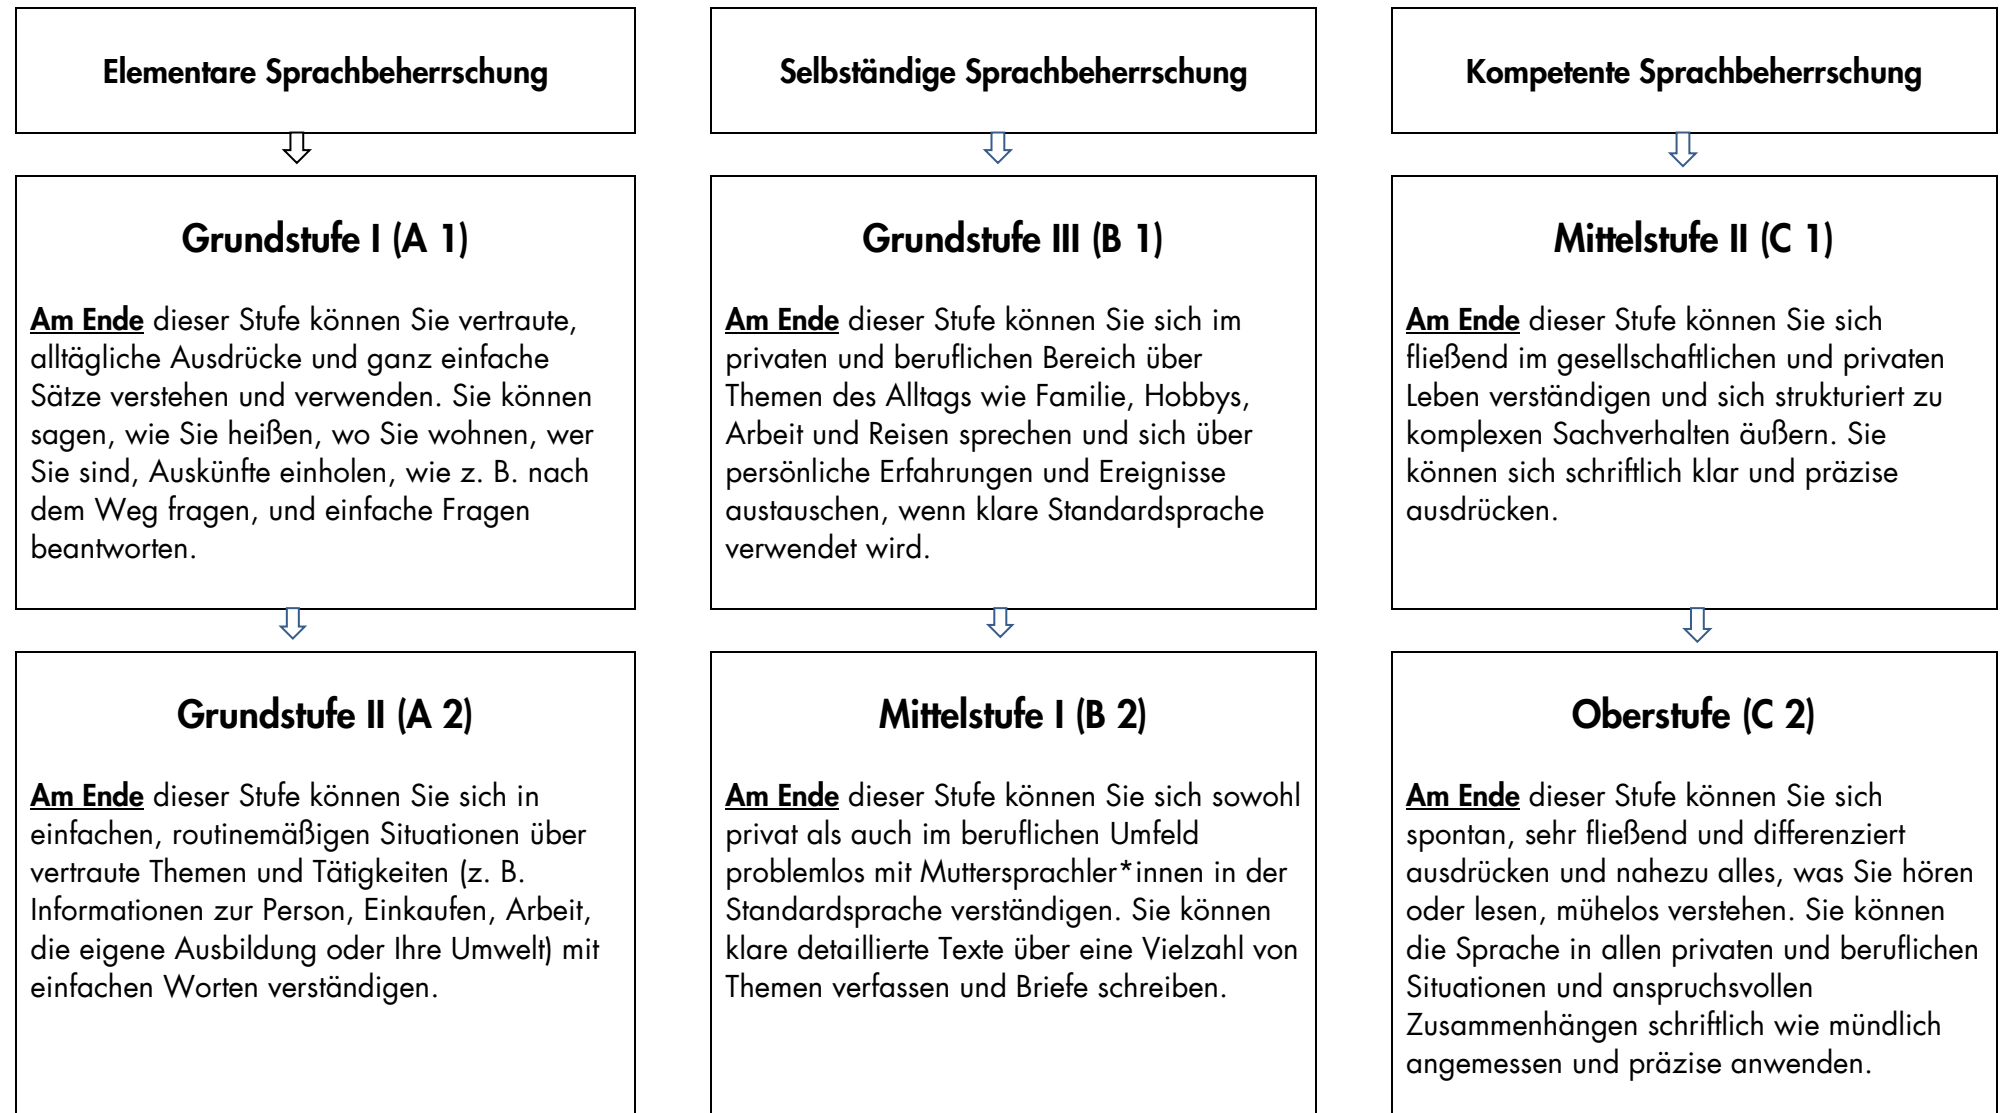 Elementare Sprachbeherrschung
Grundstufe I (A 1)
Am Ende dieser Stufe können Sie vertraute,
alltägliche Ausdrücke und ganz einfache
Sätze verstehen und verwenden. Sie können
sagen, wie Sie heißen, wo Sie wohnen, wer
Sie sind, Auskünfte einholen, wie z. B. nach
dem Weg fragen, und einfache Fragen
beantworten.
Grundstufe II (A 2)
Am Ende dieser Stufe können Sie sich in
einfachen, routinemäßigen Situationen über
vertraute Themen und Tätigkeiten (z. B.
Informationen zur Person, Einkaufen, Arbeit,
die eigene Ausbildung oder Ihre Umwelt) mit
einfachen Worten verständigen.
Selbständige Sprachbeherrschung
Grundstufe III (B 1)
Am Ende dieser Stufe können Sie sich im
privaten und beruflichen Bereich über
Themen des Alltags wie Familie, Hobbys,
Arbeit und Reisen sprechen und sich über
persönliche Erfahrungen und Ereignisse
austauschen, wenn klare Standardsprache
verwendet wird.
Mittelstufe I (B 2)
Am Ende dieser Stufe können Sie sich sowohl
privat als auch im beruflichen Umfeld
problemlos mit Muttersprachler*innen in der
Standardsprache verständigen. Sie können
klare detaillierte Texte über eine Vielzahl von
Themen verfassen und Briefe schreiben.
Kompetente Sprachbeherrschung
Mittelstufe II (C 1)
Am Ende dieser Stufe können Sie sich
fließend im gesellschaftlichen und privaten
Leben verständigen und sich strukturiert zu
komplexen Sachverhalten äußern. Sie
können sich schriftlich klar und präzise
ausdrücken.
Oberstufe (C 2)
Am Ende dieser Stufe können Sie sich
spontan, sehr fließend und differenziert
ausdrücken und nahezu alles, was Sie hören
oder lesen, mühelos verstehen. Sie können
die Sprache in allen privaten und beruflichen
Situationen und anspruchsvollen
Zusammenhängen schriftlich wie mündlich
angemessen und präzise anwenden.